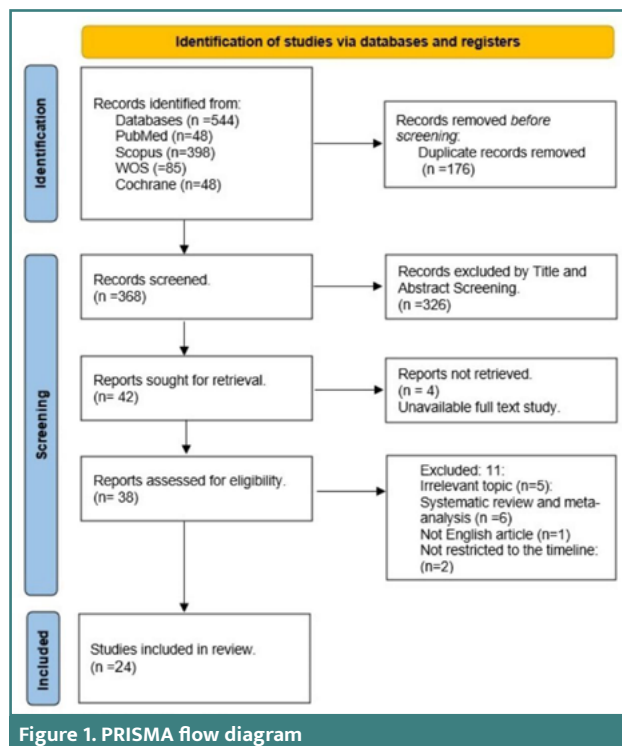 Identification of studies via databases and registers
Identification
Records identified from:
Databases (n =544)
PubMed (n=48)
Scopus (n=398)
WOS (=85)
Cochrane (n=48)
Records removed before
screening:
Duplicate records removed
(n =176)
Screening
Records screened.
(n =368)
Records excluded by Title and
Abstract Screening.
(n =326)
Reports sought for retrieval.
(n= 42)
Reports not retrieved.
(n = 4)
Unavailable full text study.
Reports assessed for eligibility.
(n= 38)
Excluded: 11:
Irrelevant topic (n=5):
Systematic review and meta-
analysis (n =6)
Not English article (n=1)
Not restricted to the timeline:
(n=2)
Included
Studies included in review.
(n =24)
Figure 1. PRISMA flow diagram